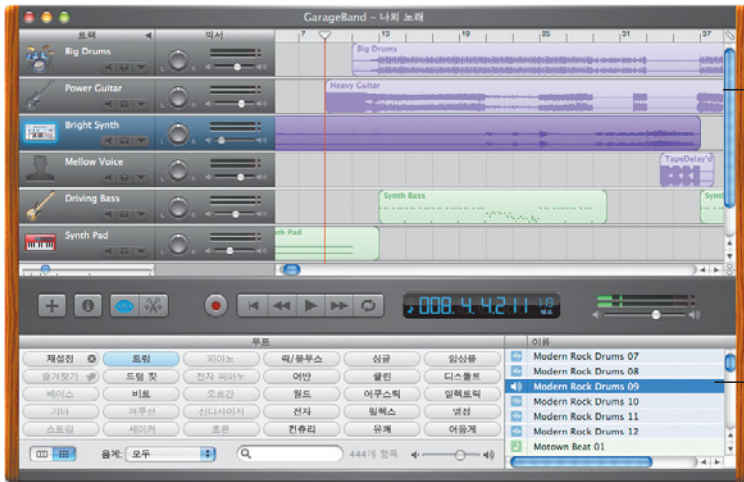 GarageBand – 나의 노래
트랙 믹서 7 13 19 25 31 37
Big Drums
Big Drums
Power Guitar
Heavy Guitar
Bright Synth
Mellow Voice
TapeDelay'd
Driving Bass
Synth Bass
Synt
Synth Pad
th Pad
008. 4. 4.211
루프
이름
재설정 드럼 피아노 락/블루스 싱글 앙상블
즐겨찾기 드럼 킷 전자 피아노 어반 클린 디스톨트
베이스 비트 오르간 월드 어쿠스틱 일렉트릭
기타 퍼쿠션 신디사이저 전자 릴렉스 열정
스트링 셰이커 호른 컨츄리 유쾌 어둡게
Modern Rock Drums 07
Modern Rock Drums 08
Modern Rock Drums 09
Modern Rock Drums 10
Modern Rock Drums 11
Modern Rock Drums 12
Motown Beat 01
음계: 모두 444개 항목